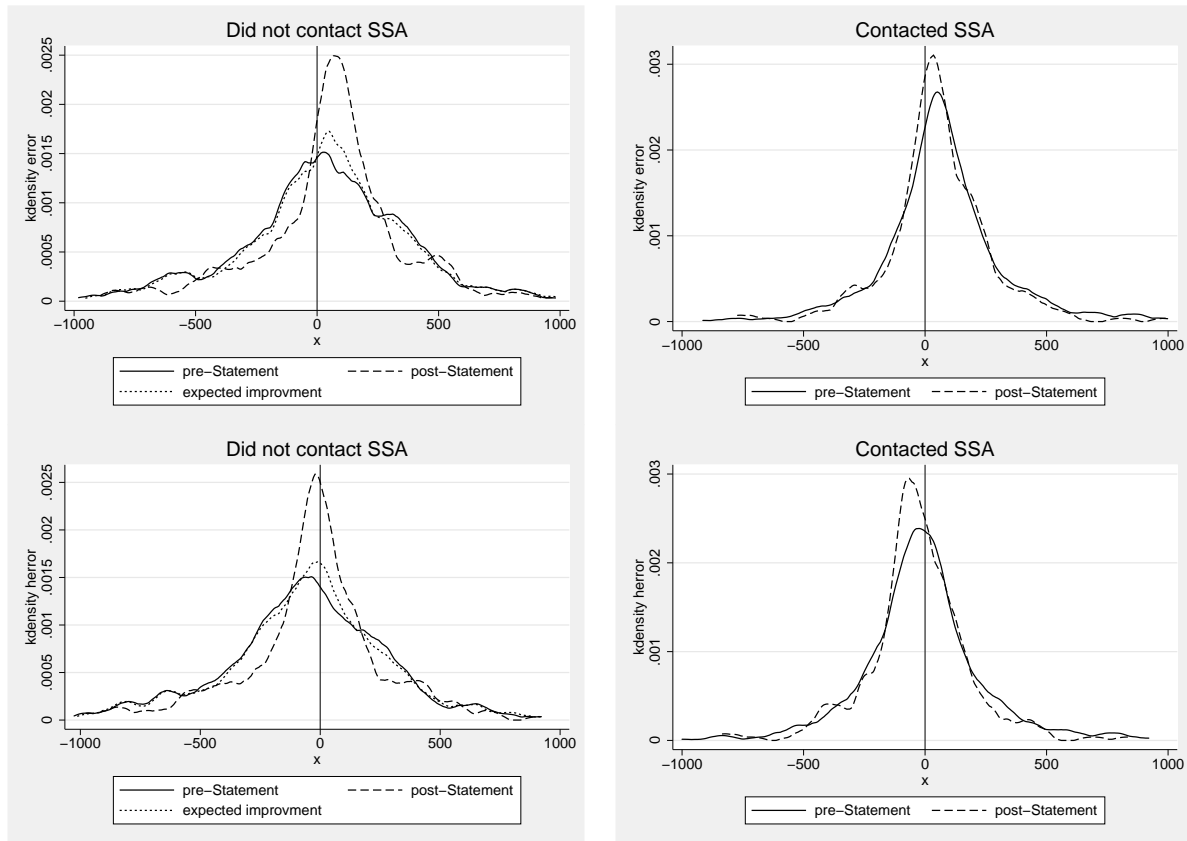 Did not contact SSA
kdensity error
0 .0005 .001 .0015 .002 .0025
−1000 −500 0 500 1000
x
pre−Statement post−Statement
expected improvment
Contacted SSA
kdensity error
0 .001 .002 .003
−1000 −500 0 500 1000
x
pre−Statement post−Statement
Did not contact SSA
kdensity herror
0 .0005 .001 .0015 .002 .0025
−1000 −500 0 500 1000
x
pre−Statement post−Statement
expected improvment
Contacted SSA
kdensity herror
0 .001 .002 .003
−1000 −500 0 500 1000
x
pre−Statement post−Statement